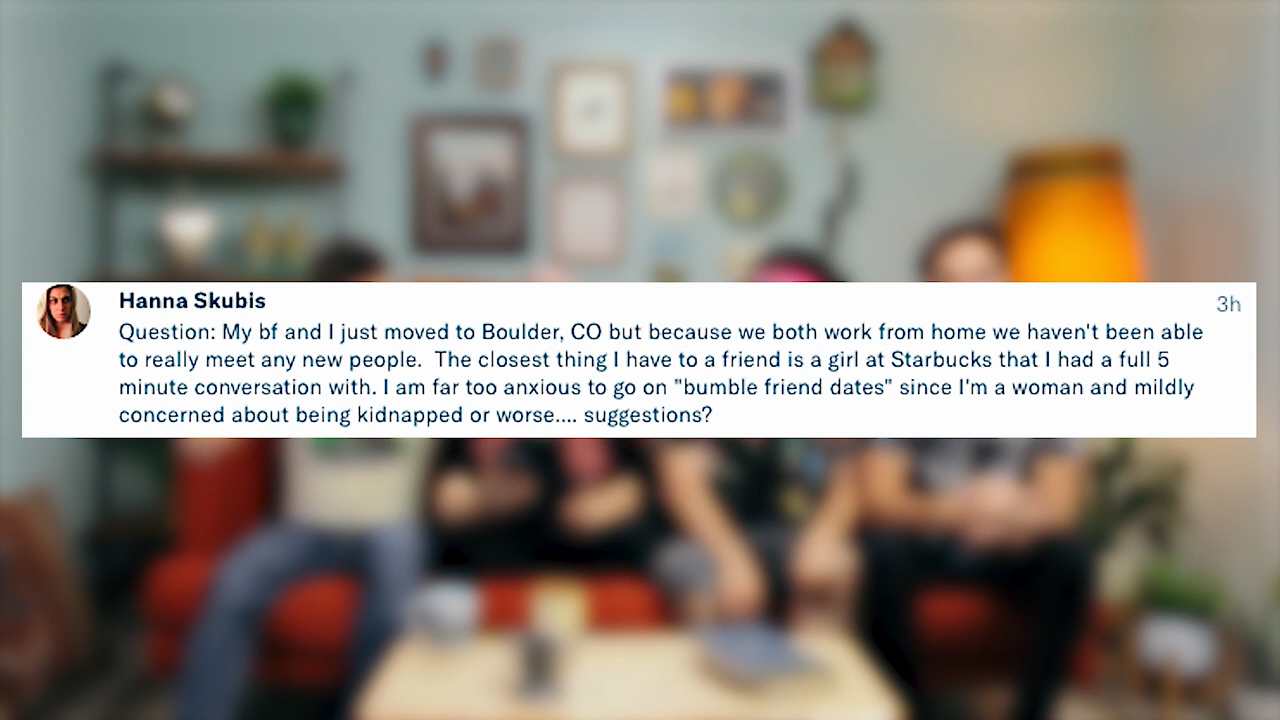 Hanna Skubis
3h
Question: My bf and I just moved to Boulder, CO but because we both work from home we haven't been able
to really meet any new people.  The closest thing I have to a friend is a girl at Starbucks that I had a full 5
minute conversation with. I am far too anxious to go on "bumble friend dates" since I'm a woman and mildly
concerned about being kidnapped or worse.... suggestions?